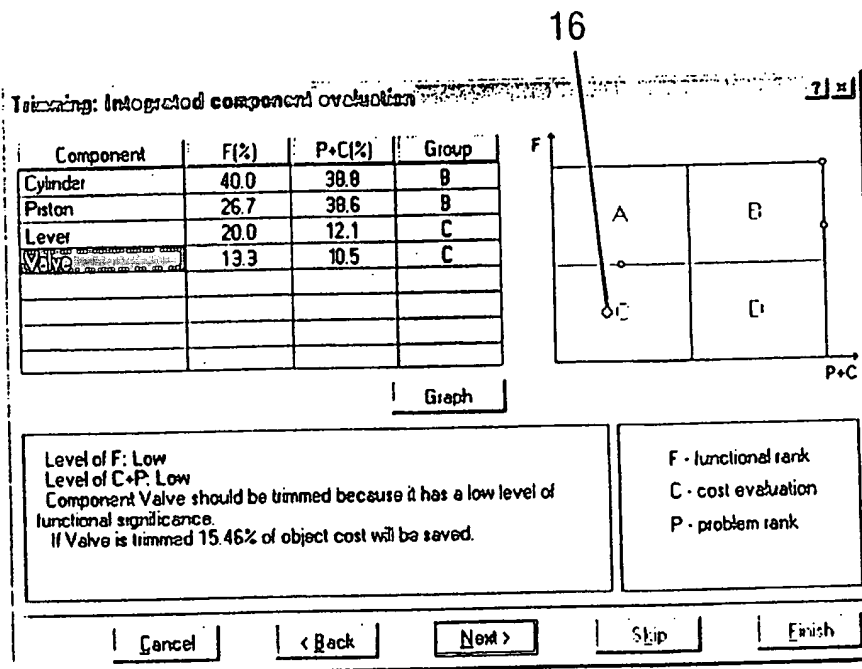 16
Trimming: Integrated component evaluation
? ×
Component F(%) P+C(%) Group
Cylinder 40.0 38.8 B
Piston 26.7 38.6 B
Lever 20.0 12.1 C
Valve 13.3 10.5 C
F
A B
C D
P+C
Graph
Level of F: Low
Level of C+P: Low
Component Valve should be trimmed because it has a low level of
functional significance.
If Valve is trimmed 15.46% of object cost will be saved.
F - functional rank
C - cost evaluation
P - problem rank
Cancel < Back Next > Skip Finish